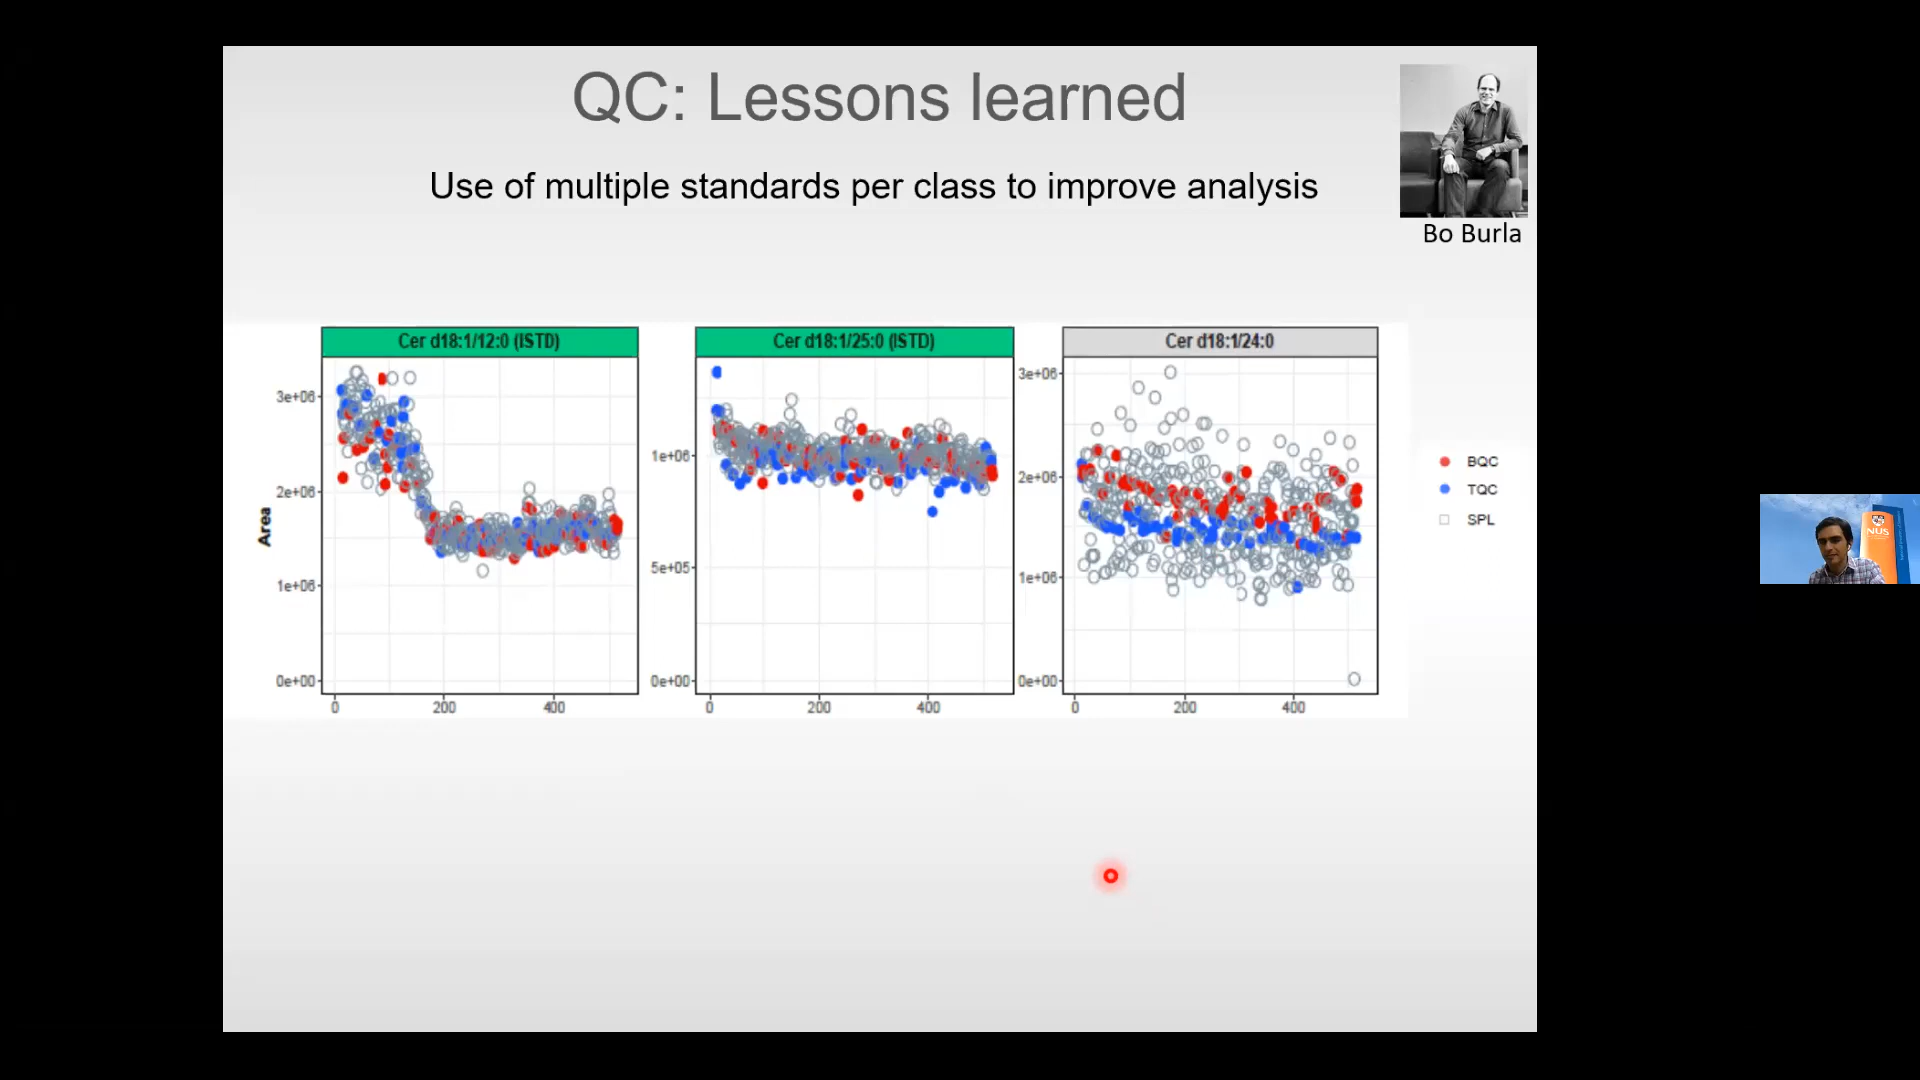 QC: Lessons learned
Use of multiple standards per class to improve analysis
Bo Burla
Cer d18:1/12:0 (ISTD)
Cer d18:1/25:0 (ISTD)
Cer d18:1/24:0
Area
3e+06
2e+06
1e+06
0e+00
0
200
400
1e+06
5e+05
0e+00
0
200
400
3e+06
2e+06
1e+06
0e+00
0
200
400
BQC
TQC
SPL
NUS